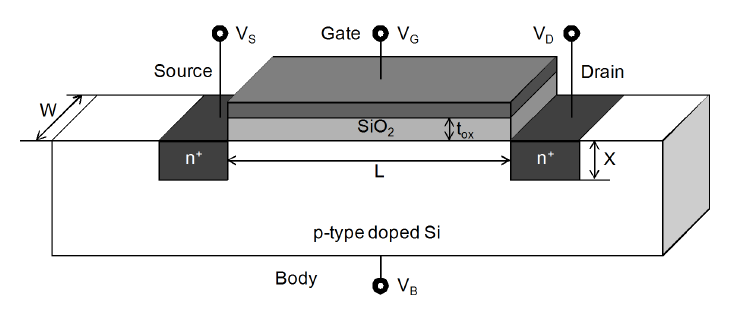 V_S
Gate
V_G
V_D
Source
Drain
W
SiO₂
t_ox
n⁺
n⁺
X
L
p-type doped Si
Body
V_B